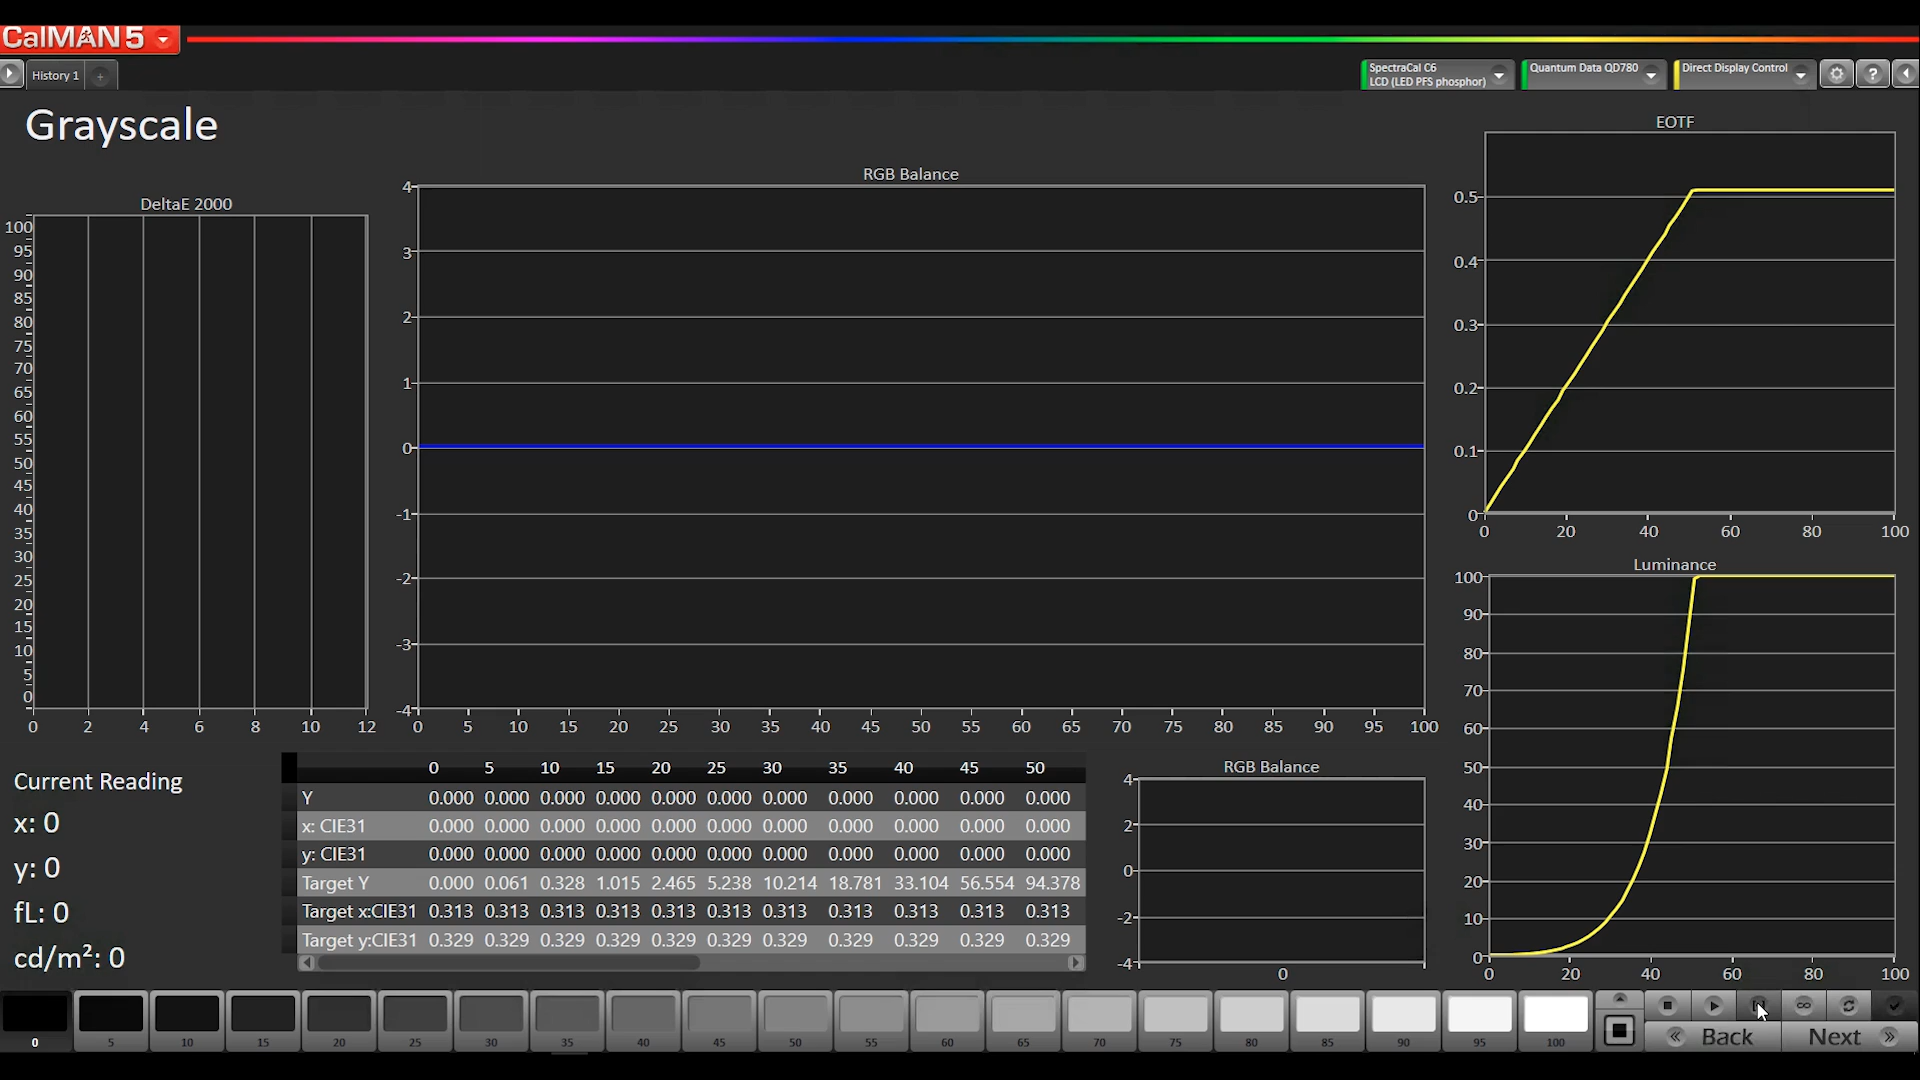 CalMAN 5
History 1 +
SpectraCal C6
LCD (LED PFS phosphor)
Quantum Data QD780
Direct Display Control
?
Grayscale
DeltaE 2000
100
95
90
85
80
75
70
65
60
55
50
45
40
35
30
25
20
15
10
5
0
0 2 4 6 8 10 12
RGB Balance
4
3
2
1
0
-1
-2
-3
-4
0 5 10 15 20 25 30 35 40 45 50 55 60 65 70 75 80 85 90 95 100
EOTF
0.5
0.4
0.3
0.2
0.1
0
0 20 40 60 80 100
Luminance
100
90
80
70
60
50
40
30
20
10
0
0 20 40 60 80 100
Current Reading
x: 0
y: 0
fL: 0
cd/m²: 0
0 5 10 15 20 25 30 35 40 45 50
Y 0.000 0.000 0.000 0.000 0.000 0.000 0.000 0.000 0.000 0.000 0.000
x: CIE31 0.000 0.000 0.000 0.000 0.000 0.000 0.000 0.000 0.000 0.000 0.000
y: CIE31 0.000 0.000 0.000 0.000 0.000 0.000 0.000 0.000 0.000 0.000 0.000
Target Y 0.000 0.061 0.328 1.015 2.465 5.238 10.214 18.781 33.104 56.554 94.378
Target x:CIE31 0.313 0.313 0.313 0.313 0.313 0.313 0.313 0.313 0.313 0.313 0.313
Target y:CIE31 0.329 0.329 0.329 0.329 0.329 0.329 0.329 0.329 0.329 0.329 0.329
RGB Balance
4
2
0
-2
-4
0
0 5 10 15 20 25 30 35 40 45 50 55 60 65 70 75 80 85 90 95 100
Back Next